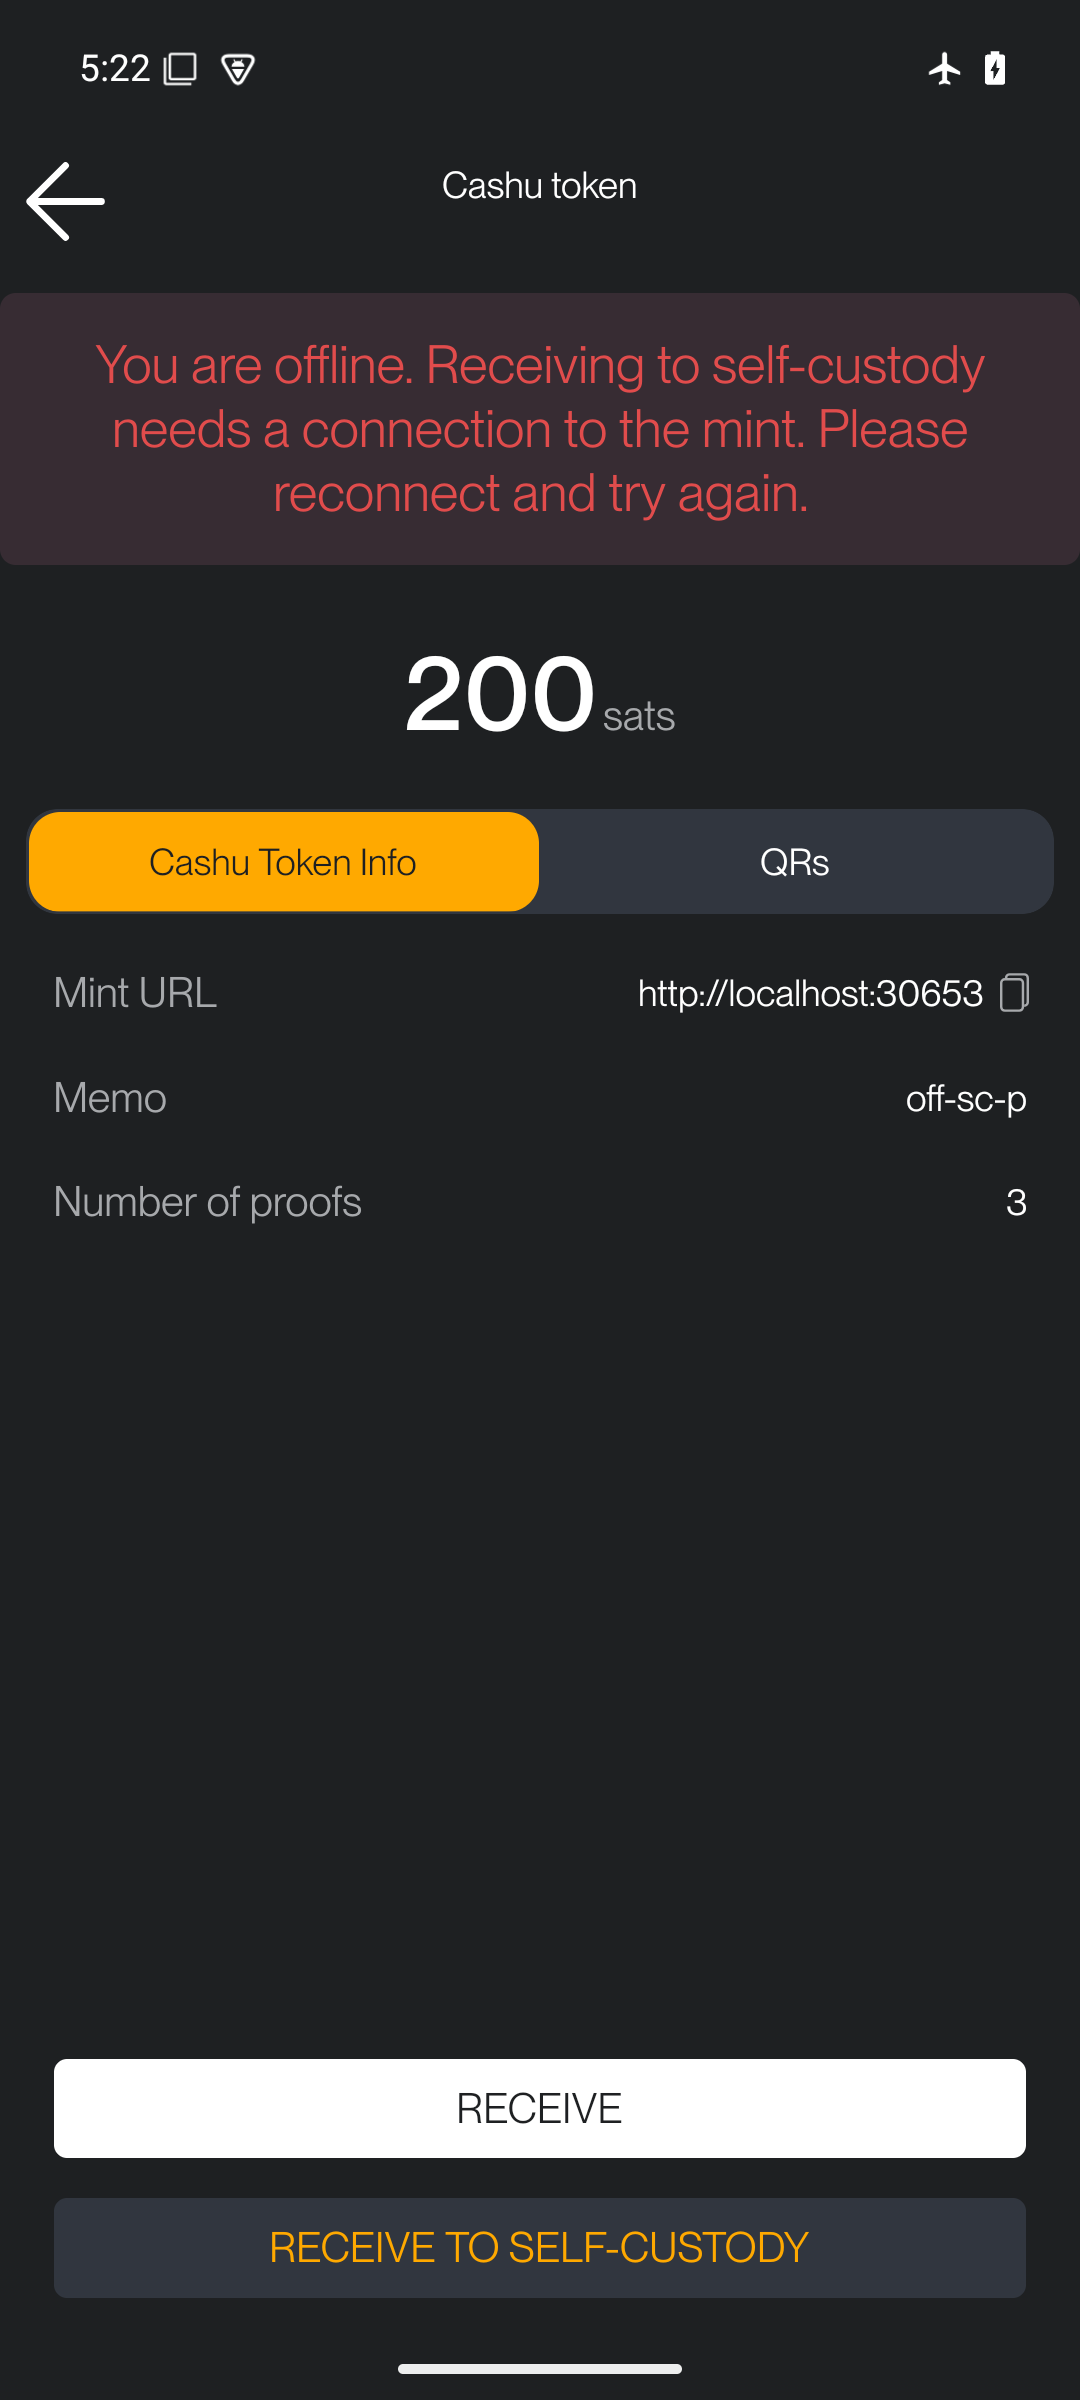 5:22
Cashu token
You are offline. Receiving to self-custody
needs a connection to the mint. Please
reconnect and try again.
200 sats
Cashu Token Info
QRs
Mint URL
http://localhost:30653
Memo
off-sc-p
Number of proofs
3
RECEIVE
RECEIVE TO SELF-CUSTODY